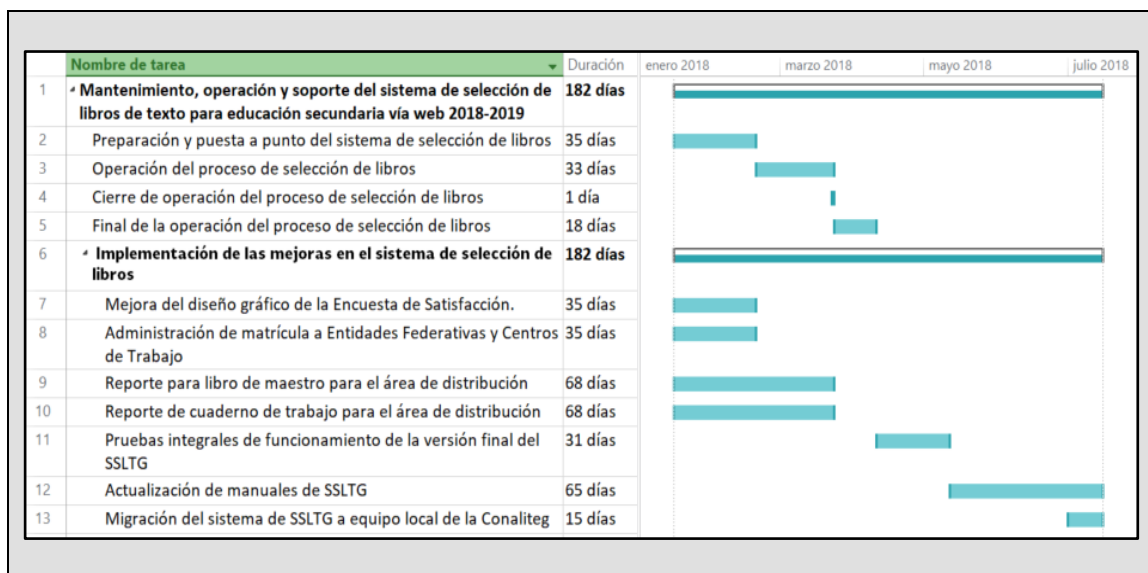 Nombre de tarea Duración enero 2018 marzo 2018 mayo 2018 julio 2018
1 Mantenimiento, operación y soporte del sistema de selección de 182 días
libros de texto para educación secundaria vía web 2018-2019
2 Preparación y puesta a punto del sistema de selección de libros 35 días
3 Operación del proceso de selección de libros 33 días
4 Cierre de operación del proceso de selección de libros 1 día
5 Final de la operación del proceso de selección de libros 18 días
6 Implementación de las mejoras en el sistema de selección de 182 días
libros
7 Mejora del diseño gráfico de la Encuesta de Satisfacción. 35 días
8 Administración de matrícula a Entidades Federativas y Centros 35 días
de Trabajo
9 Reporte para libro de maestro para el área de distribución 68 días
10 Reporte de cuaderno de trabajo para el área de distribución 68 días
11 Pruebas integrales de funcionamiento de la versión final del 31 días
SSLTG
12 Actualización de manuales de SSLTG 65 días
13 Migración del sistema de SSLTG a equipo local de la Conaliteg 15 días